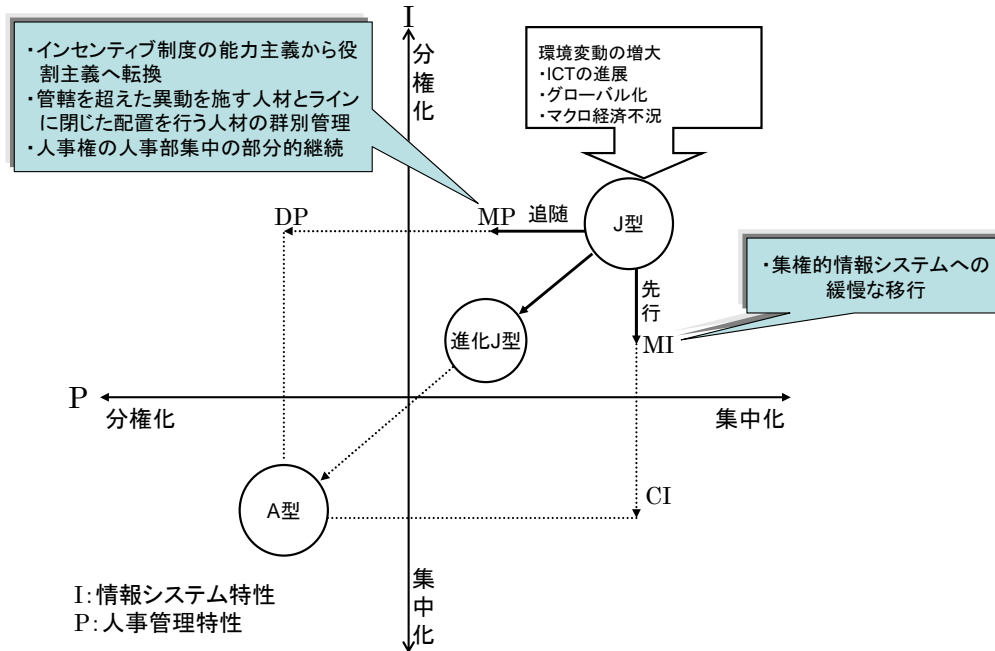 I
分権化
・インセンティブ制度の能力主義から役
割主義へ転換
・管轄を超えた異動を施す人材とライン
に閉じた配置を行う人材の群別管理
・人事権の人事部集中の部分的継続
環境変動の増大
・ICTの進展
・グローバル化
・マクロ経済不況
DP
MP
追随
J型
・集権的情報システムへの
緩慢な移行
先行
進化J型
MI
P
分権化
集中化
A型
CI
集中化
I:情報システム特性
P:人事管理特性